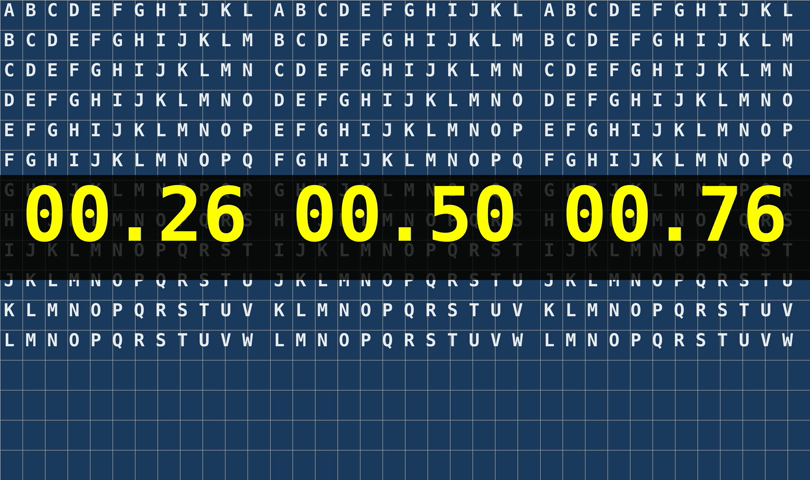 A B C D E F G H I J K L A B C D E F G H I J K L A B C D E F G H I J K L
B C D E F G H I J K L M B C D E F G H I J K L M B C D E F G H I J K L M
C D E F G H I J K L M N C D E F G H I J K L M N C D E F G H I J K L M N
D E F G H I J K L M N O D E F G H I J K L M N O D E F G H I J K L M N O
E F G H I J K L M N O P E F G H I J K L M N O P E F G H I J K L M N O P
F G H I J K L M N O P Q F G H I J K L M N O P Q F G H I J K L M N O P Q
00.26 00.50 00.76
I J K L M N O P Q R S T I J K L M N O P Q R S T I J K L M N O P Q R S T
J K L M N O P Q R S T U J K L M N O P Q R S T U J K L M N O P Q R S T U
K L M N O P Q R S T U V K L M N O P Q R S T U V K L M N O P Q R S T U V
L M N O P Q R S T U V W L M N O P Q R S T U V W L M N O P Q R S T U V W